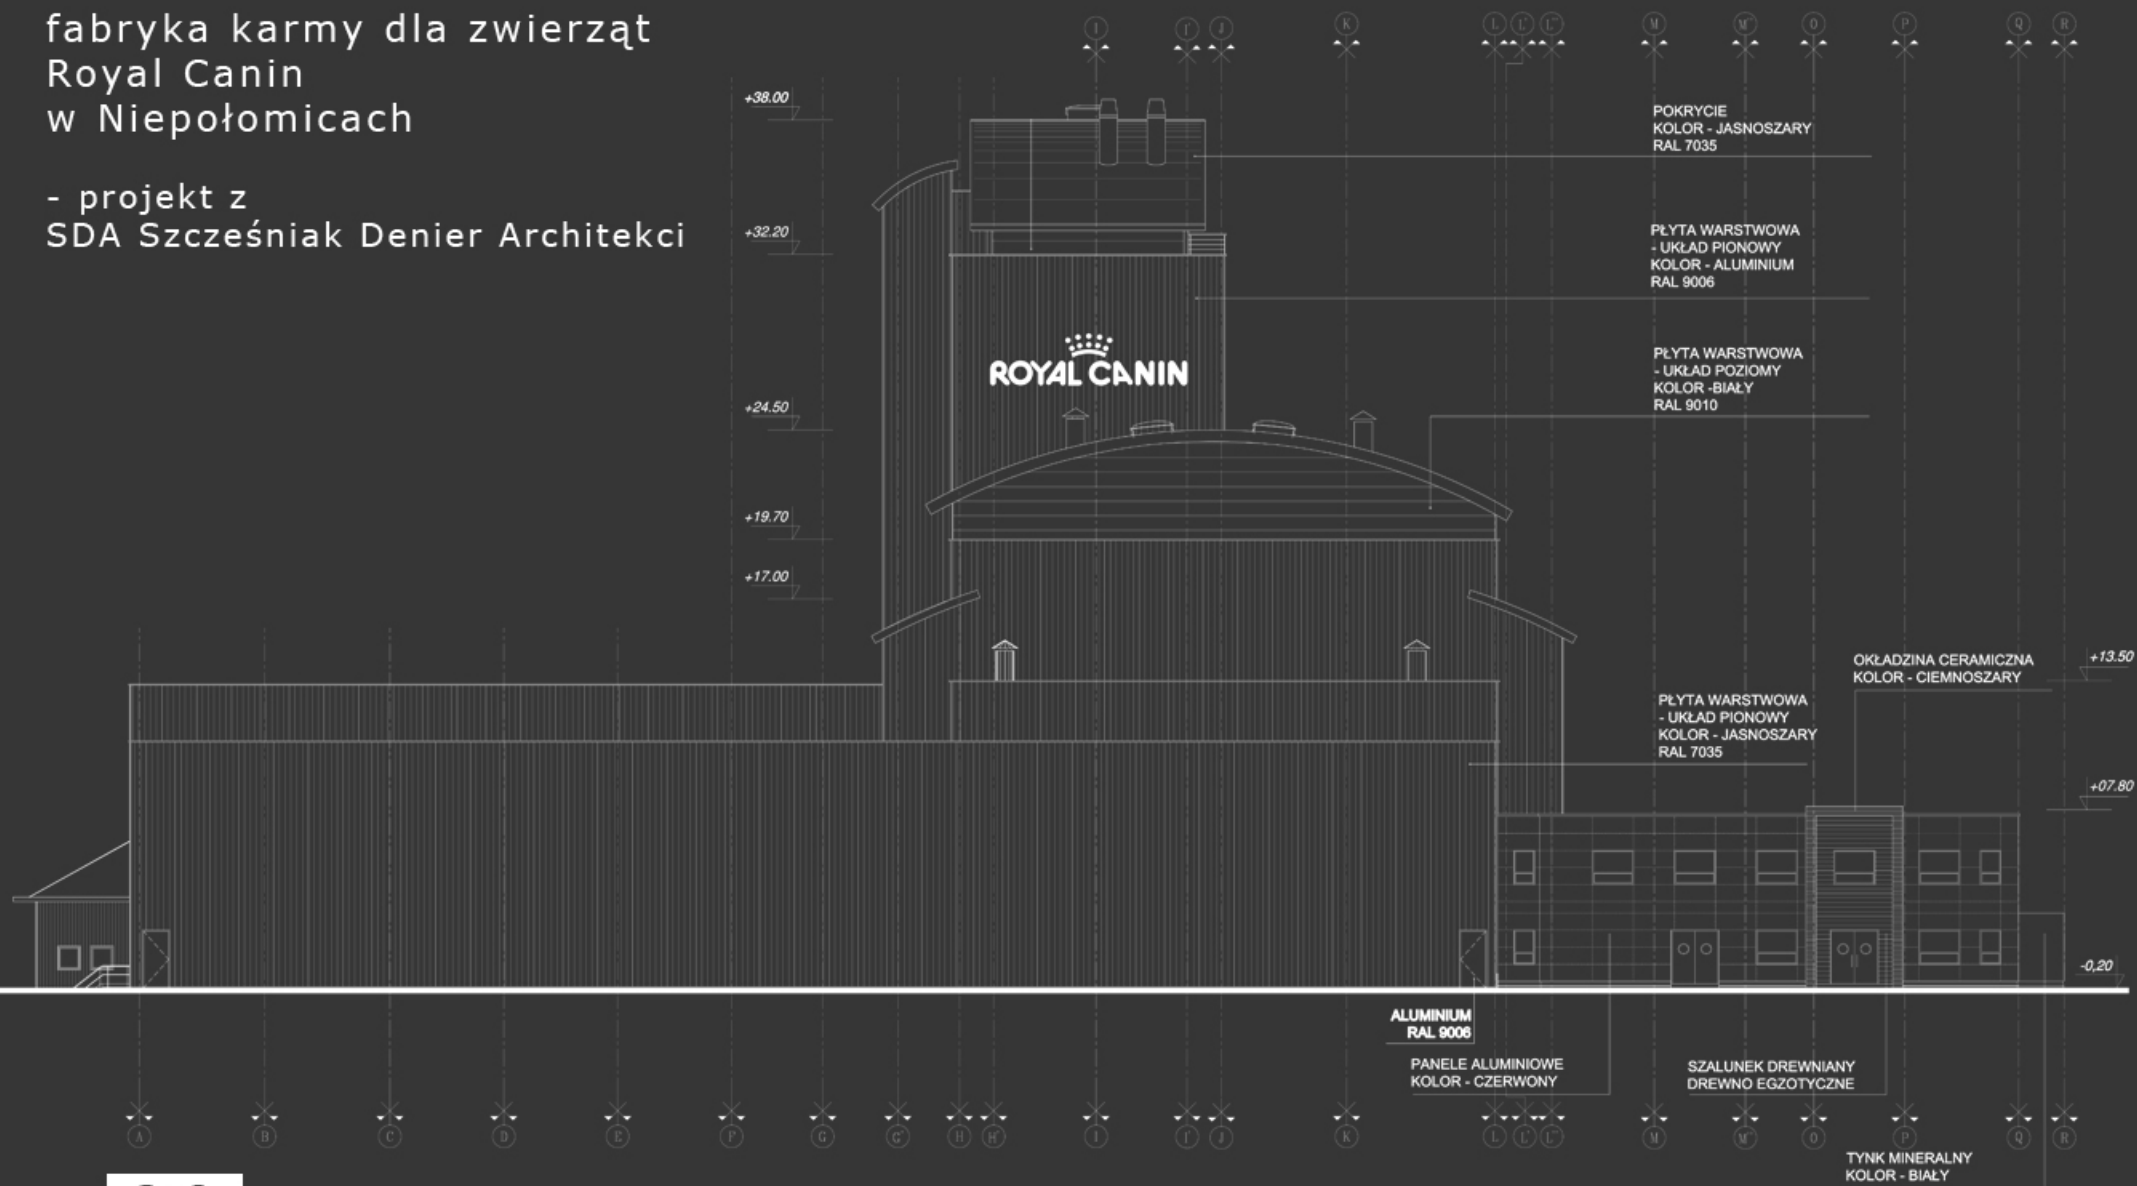 fabryka karmy dla zwierząt
Royal Canin
w Niepołomicach
- projekt z
SDA Szcześniak Denier Architekci
I I' J K L L' L'' M M'' O P Q R
+38.00
POKRYCIE
KOLOR - JASNOSZARY
RAL 7035
+32.20
PŁYTA WARSTWOWA
- UKŁAD PIONOWY
KOLOR - ALUMINIUM
RAL 9006
ROYAL CANIN
PŁYTA WARSTWOWA
- UKŁAD POZIOMY
KOLOR -BIAŁY
RAL 9010
+24.50
+19.70
+17.00
OKŁADZINA CERAMICZNA
KOLOR - CIEMNOSZARY
+13.50
PŁYTA WARSTWOWA
- UKŁAD PIONOWY
KOLOR - JASNOSZARY
RAL 7035
+07.80
-0,20
ALUMINIUM
RAL 9006
PANELE ALUMINIOWE
KOLOR - CZERWONY
SZALUNEK DREWNIANY
DREWNO EGZOTYCZNE
A B C D E F G G' H H' I I' J K L L' L'' M M'' O P Q R
TYNK MINERALNY
KOLOR - BIAŁY